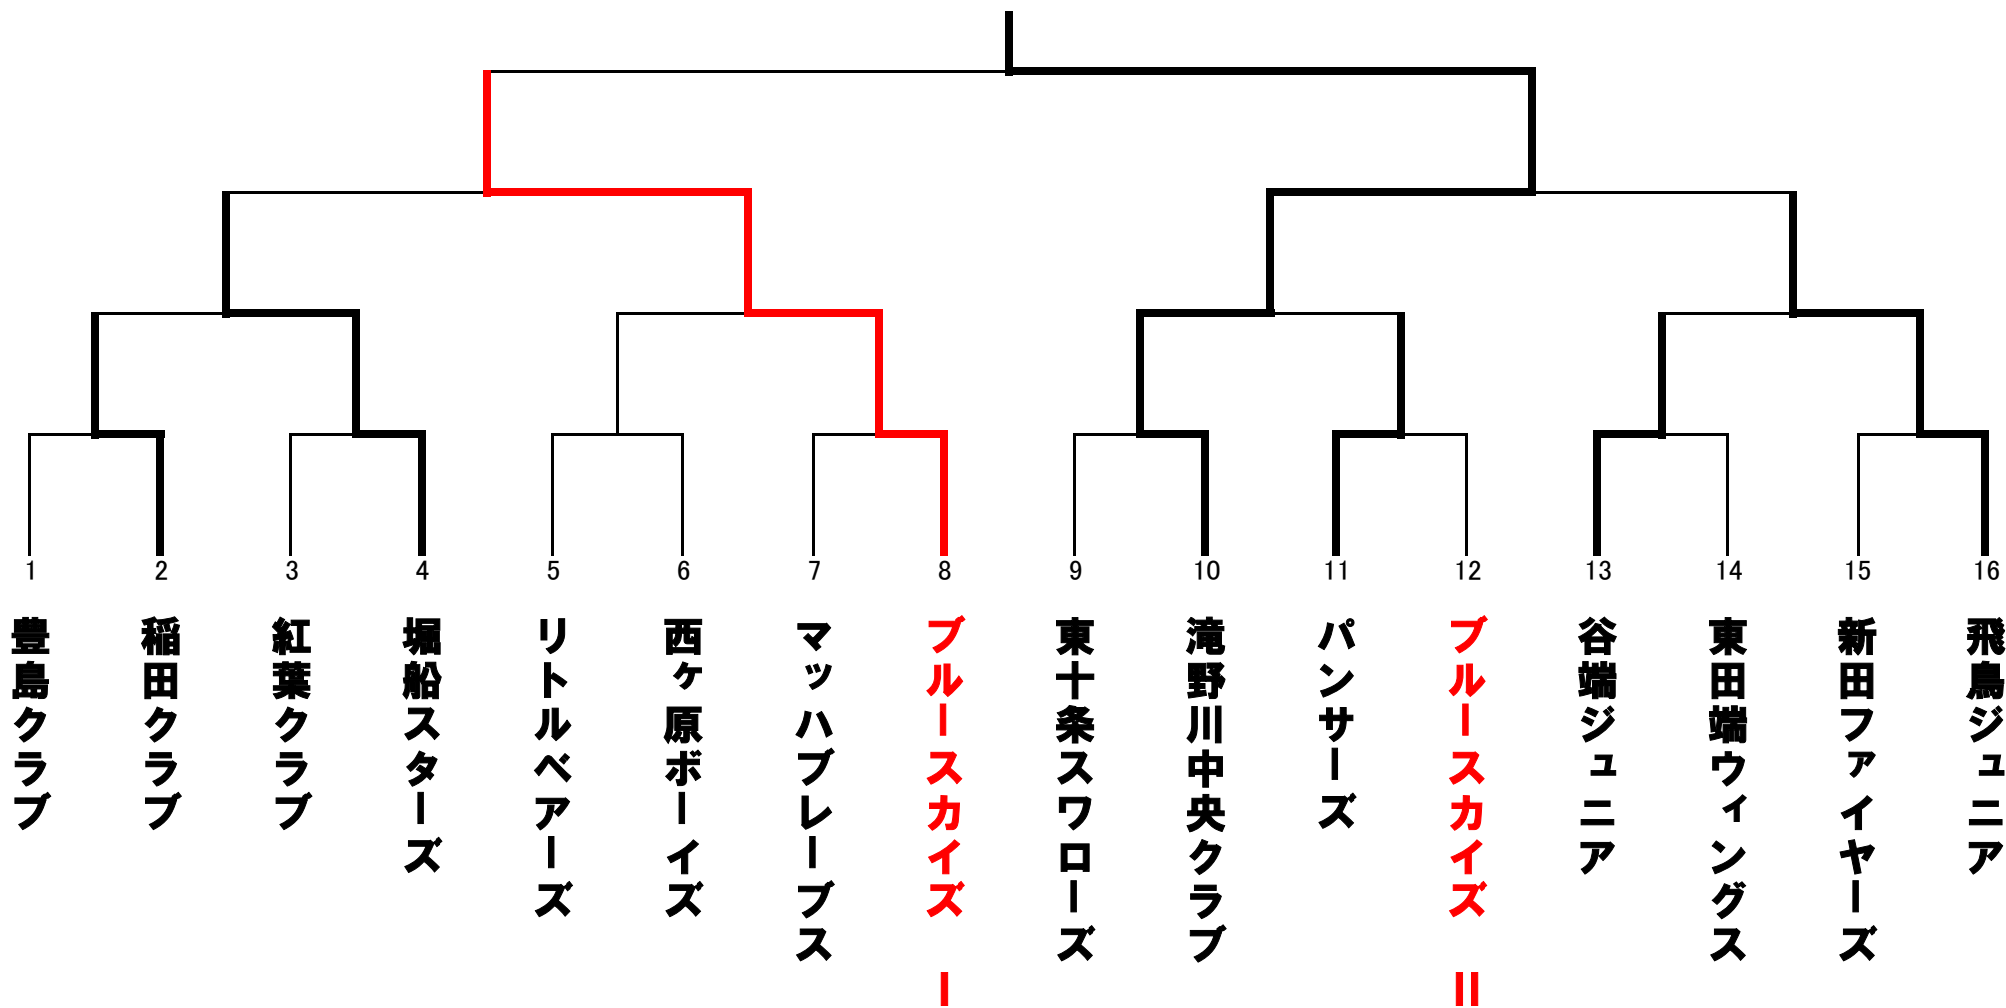 1
2
3
4
5
6
7
8
9
10
11
12
13
14
15
16
豊島クラブ
稲田クラブ
紅葉クラブ
堀船スターズ
リトルベアーズ
西ヶ原ボーイズ
マッハブレーブス
ブルースカイズ Ⅰ
東十条スワローズ
滝野川中央クラブ
パンサーズ
ブルースカイズ Ⅱ
谷端ジュニア
東田端ウィングス
新田ファイヤーズ
飛鳥ジュニア